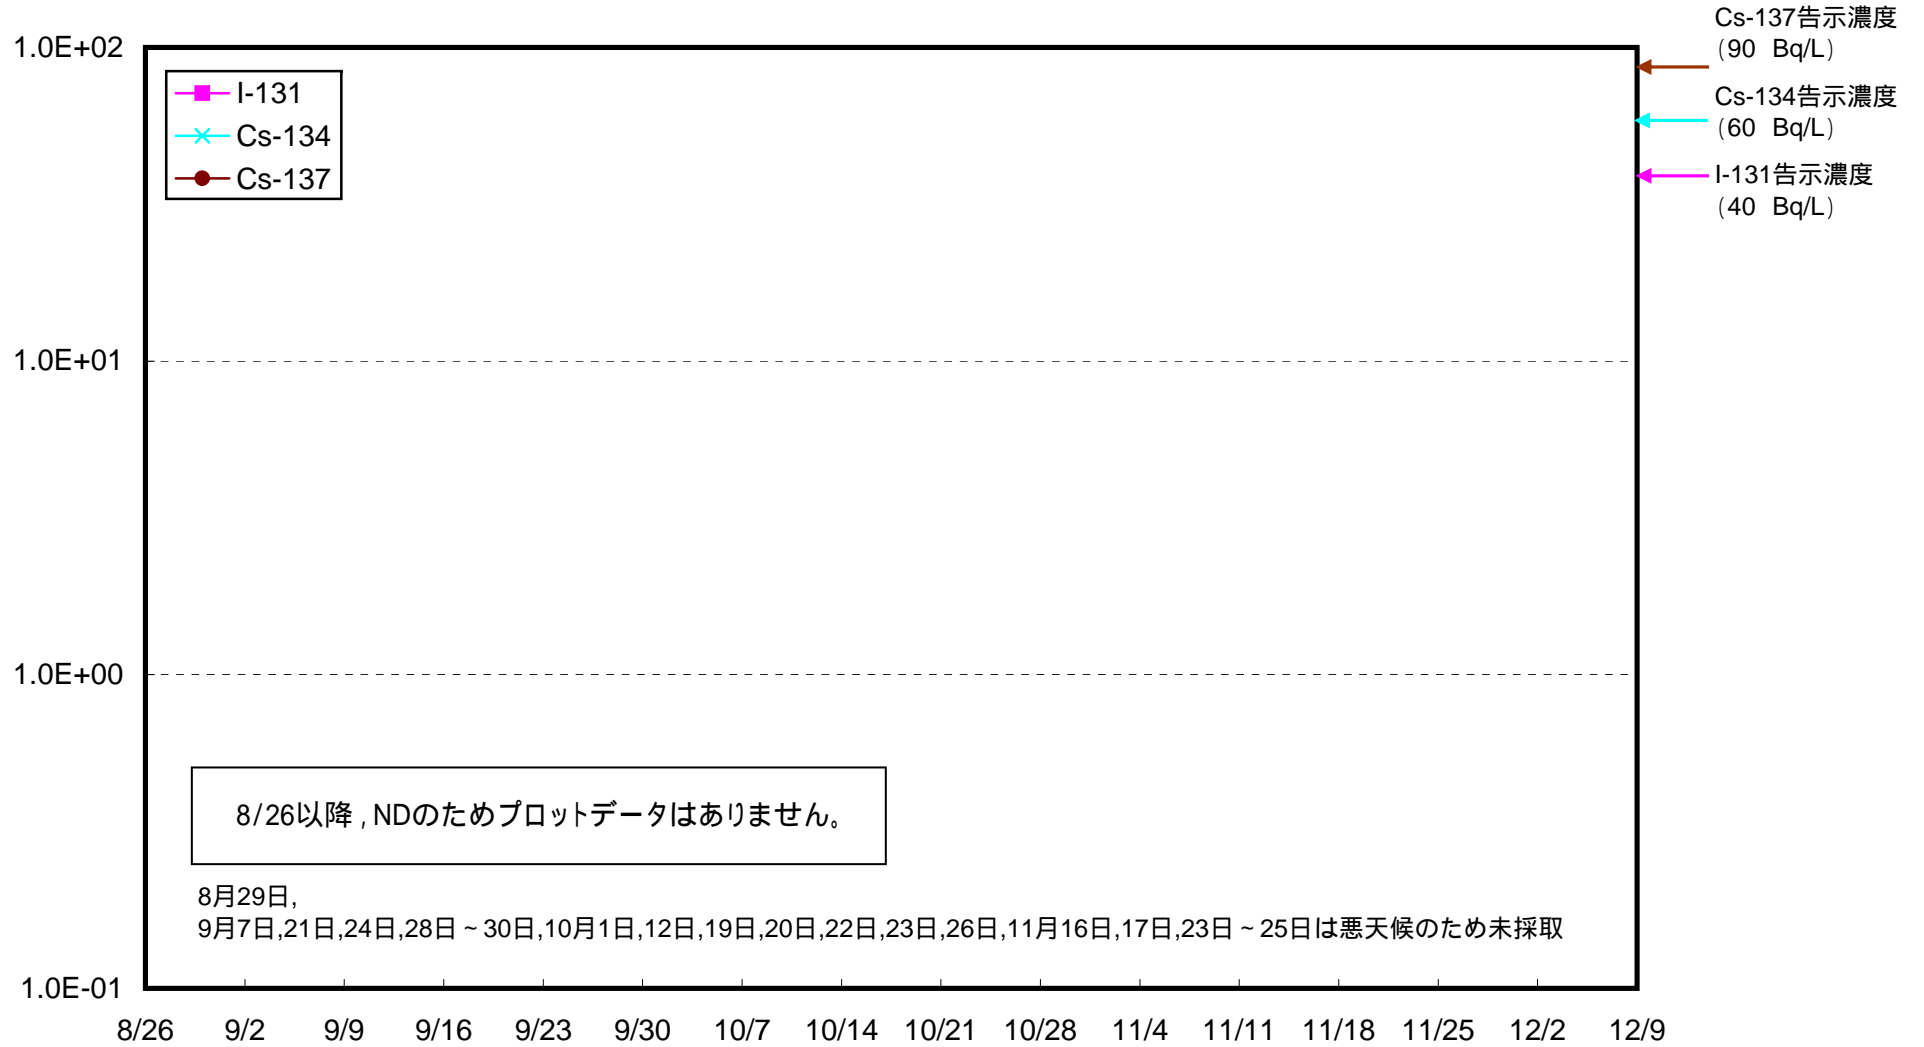 Cs-137告示濃度
(90 Bq/L)
Cs-134告示濃度
(60 Bq/L)
I-131告示濃度
(40 Bq/L)
1.0E+02
1.0E+01
1.0E+00
1.0E-01
I-131
Cs-134
Cs-137
8/26以降,NDのためプロットデータはありません。
8月29日,
9月7日,21日,24日,28日~30日,10月1日,12日,19日,20日,22日,23日,26日,11月16日,17日,23日~25日は悪天候のため未採取
8/26 9/2 9/9 9/16 9/23 9/30 10/7 10/14 10/21 10/28 11/4 11/11 11/18 11/25 12/2 12/9